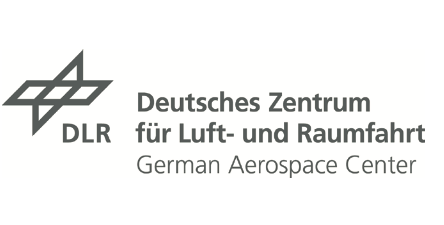 DLR
Deutsches Zentrum
für Luft- und Raumfahrt
German Aerospace Center